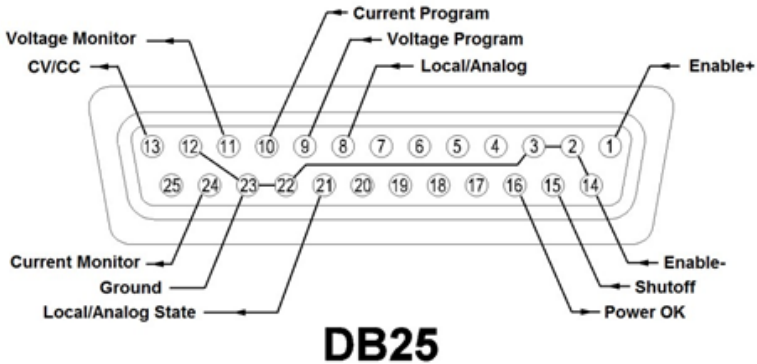 Current Program
Voltage Monitor
Voltage Program
CV/CC
Local/Analog
Enable+
13 12 11 10 9 8 7 6 5 4 3 2 1
25 24 23 22 21 20 19 18 17 16 15 14
Current Monitor
Enable-
Ground
Shutoff
Local/Analog State
Power OK
DB25